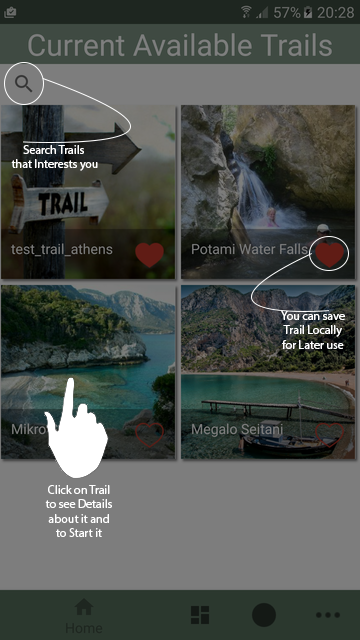 57% 20:28
Current Available Trails
Search Trails
that Interests you
TRAIL
test_trail_athens
Potami Water Falls
You can save
Trail Locally
for Later use
Megalo Seitani
Click on Trail
to see Details
about it and
to Start it
Home